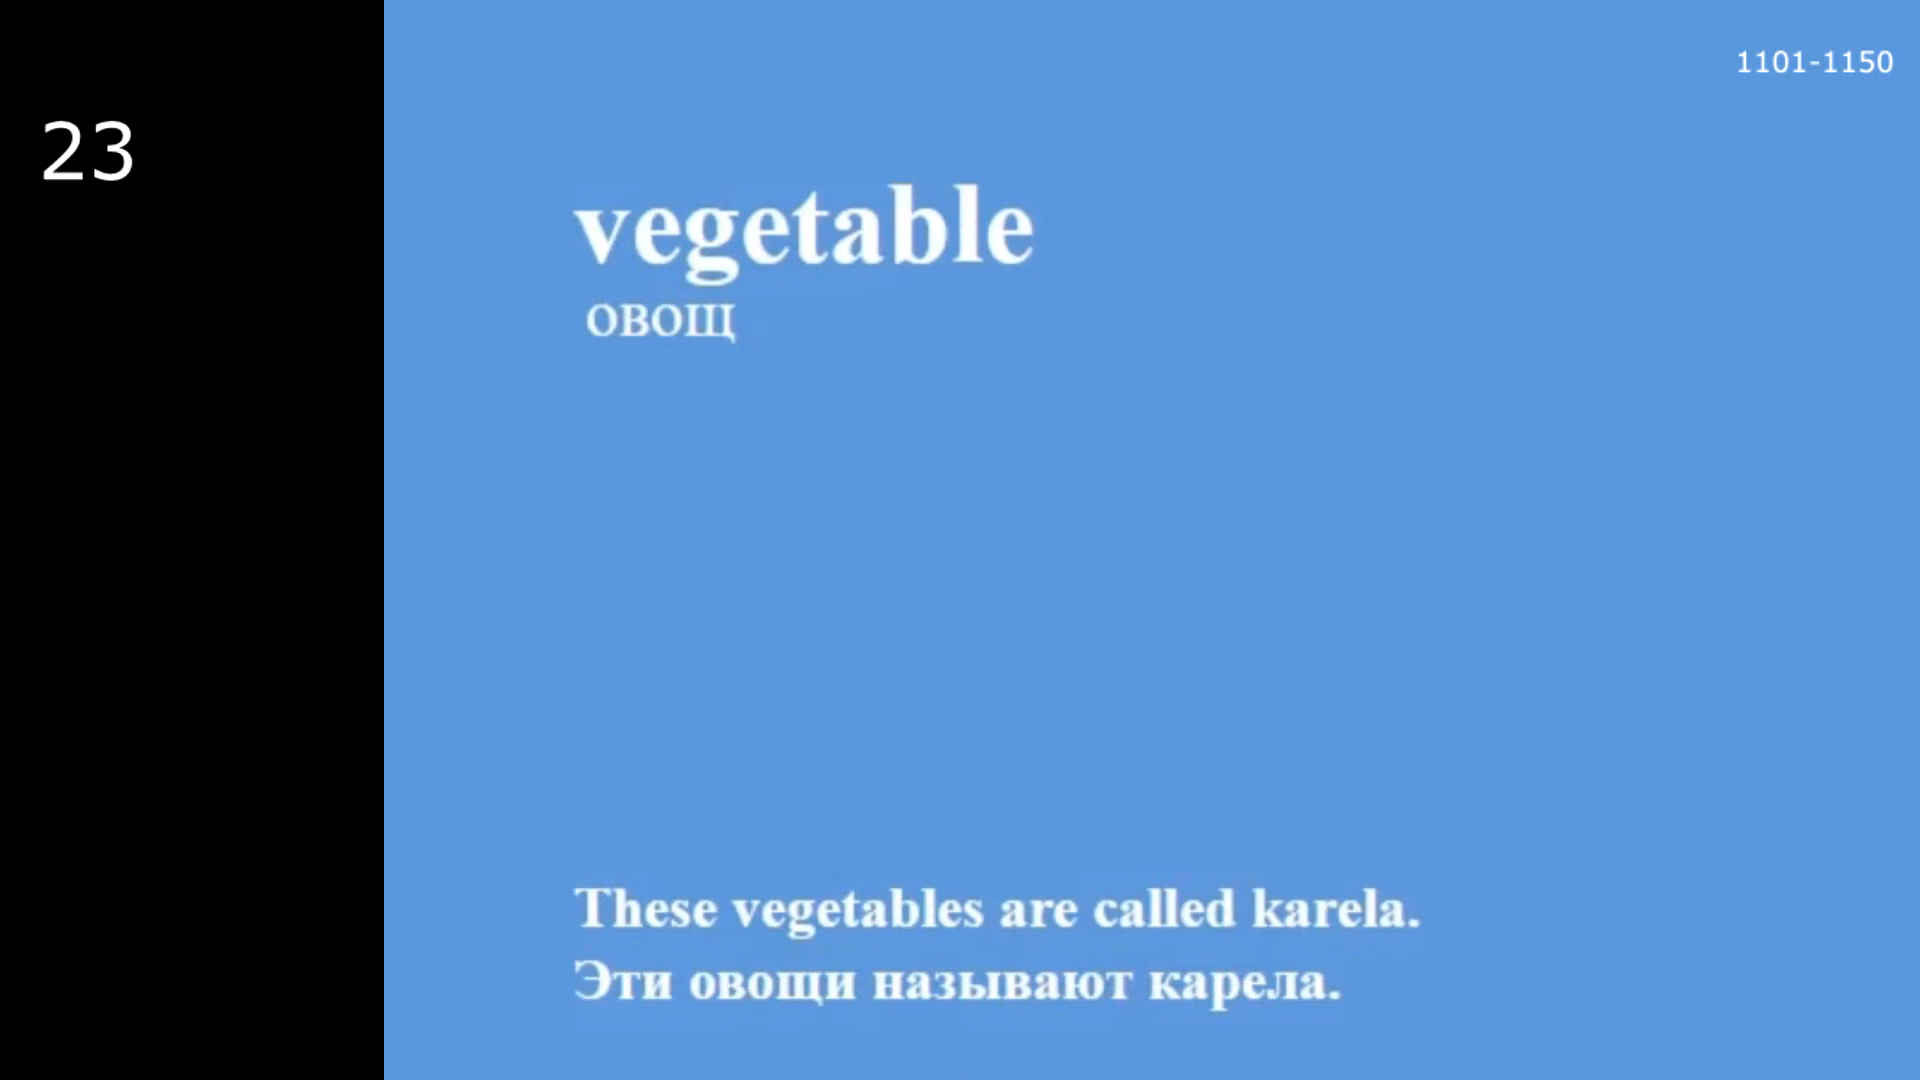 1101-1150
23
vegetable
овощ
These vegetables are called karela.
Эти овощи называют карела.